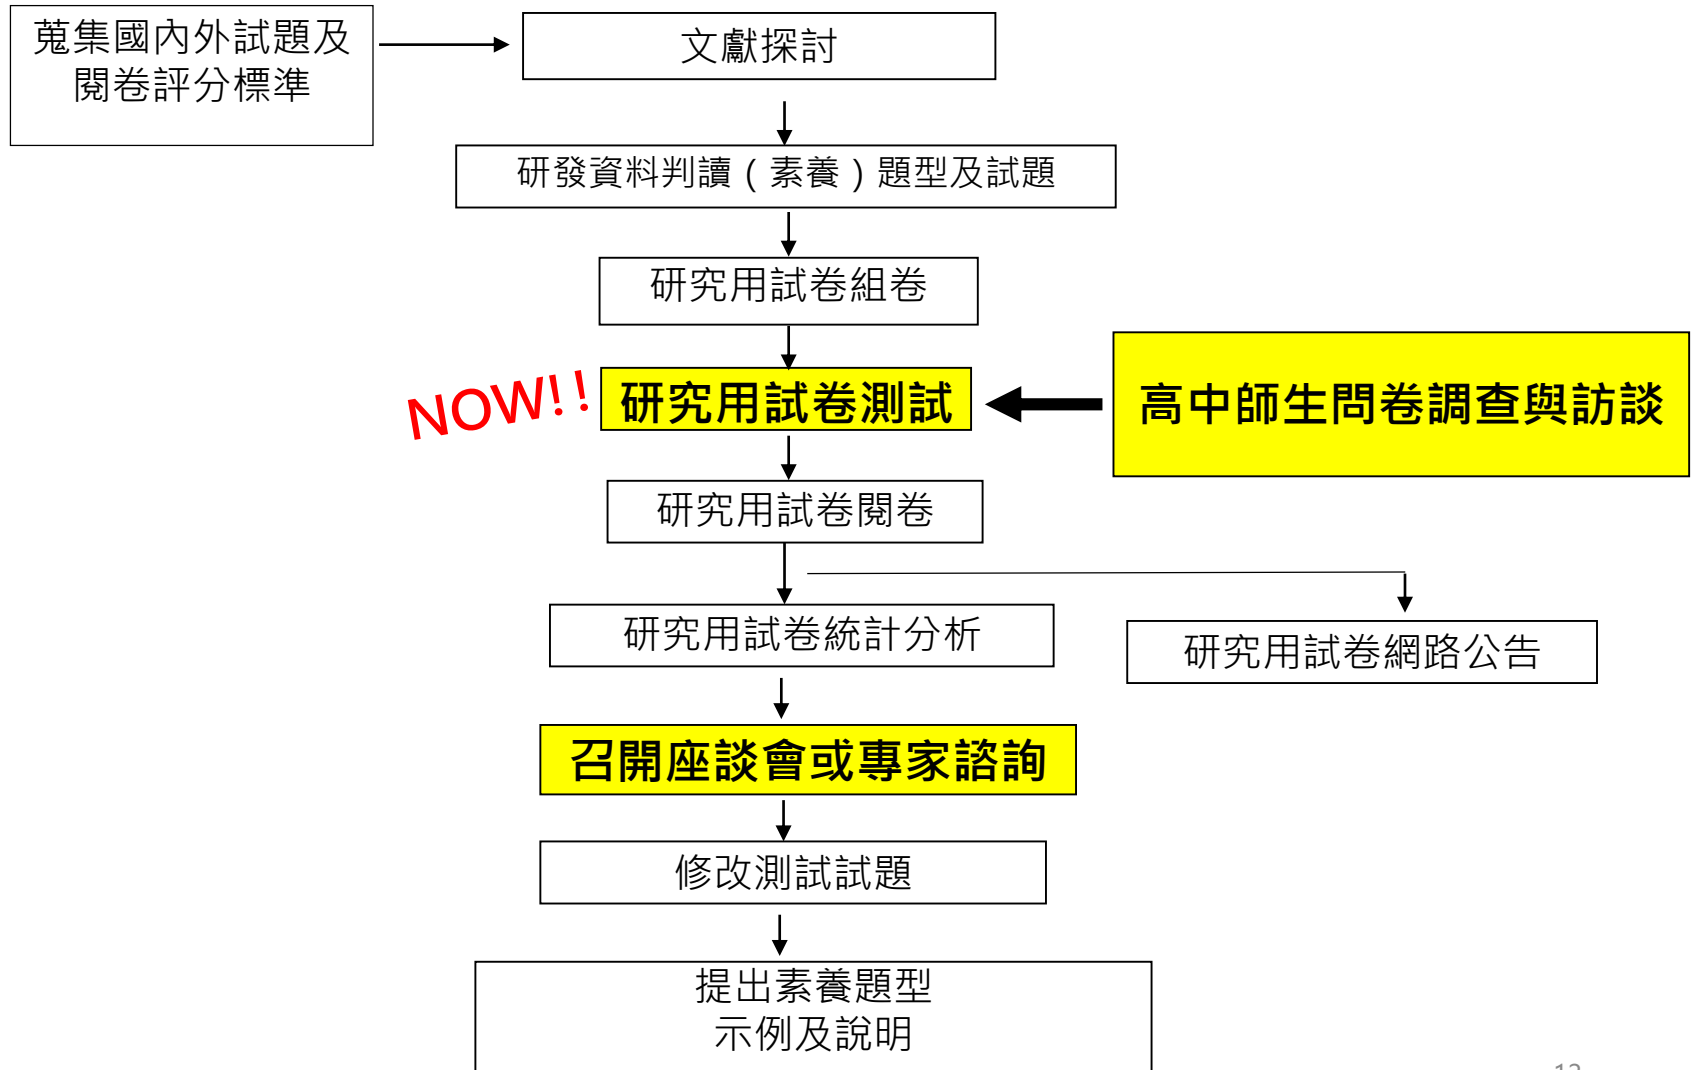 蒐集國內外試題及
閱卷評分標準
文獻探討
研發資料判讀（素養）題型及試題
研究用試卷組卷
NOW!!
研究用試卷測試
高中師生問卷調查與訪談
研究用試卷閱卷
研究用試卷統計分析
研究用試卷網路公告
召開座談會或專家諮詢
修改測試試題
提出素養題型
示例及說明